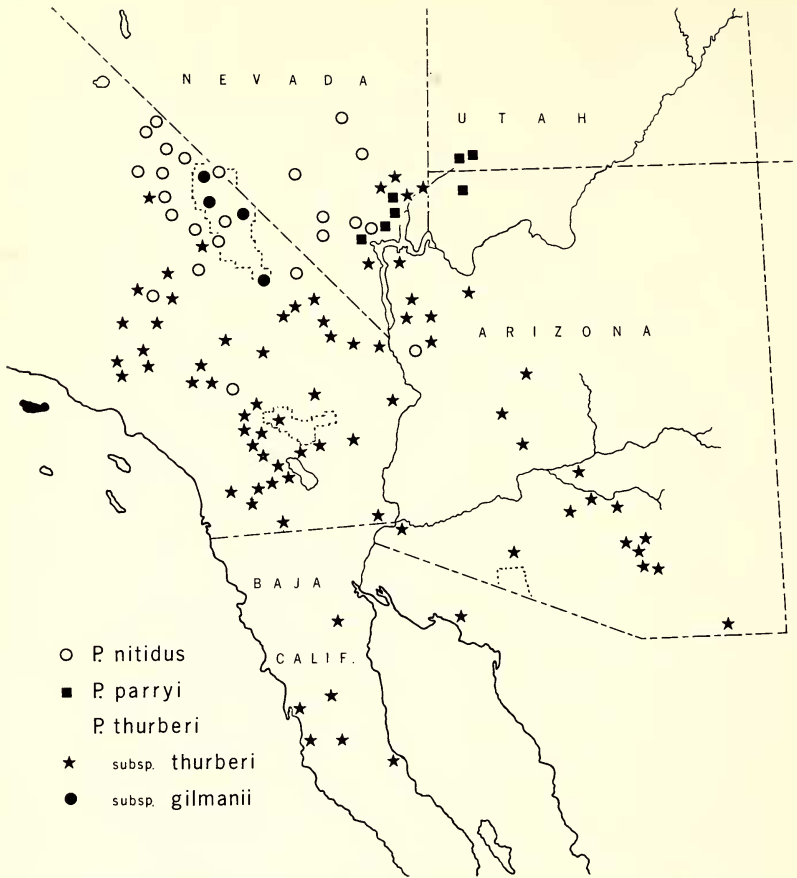 NEVADA
UTAH
ARIZONA
BAJA
CALIF.
P. nitidus
P. parryi
P. thurberi
subsp. thurberi
subsp. gilmanii